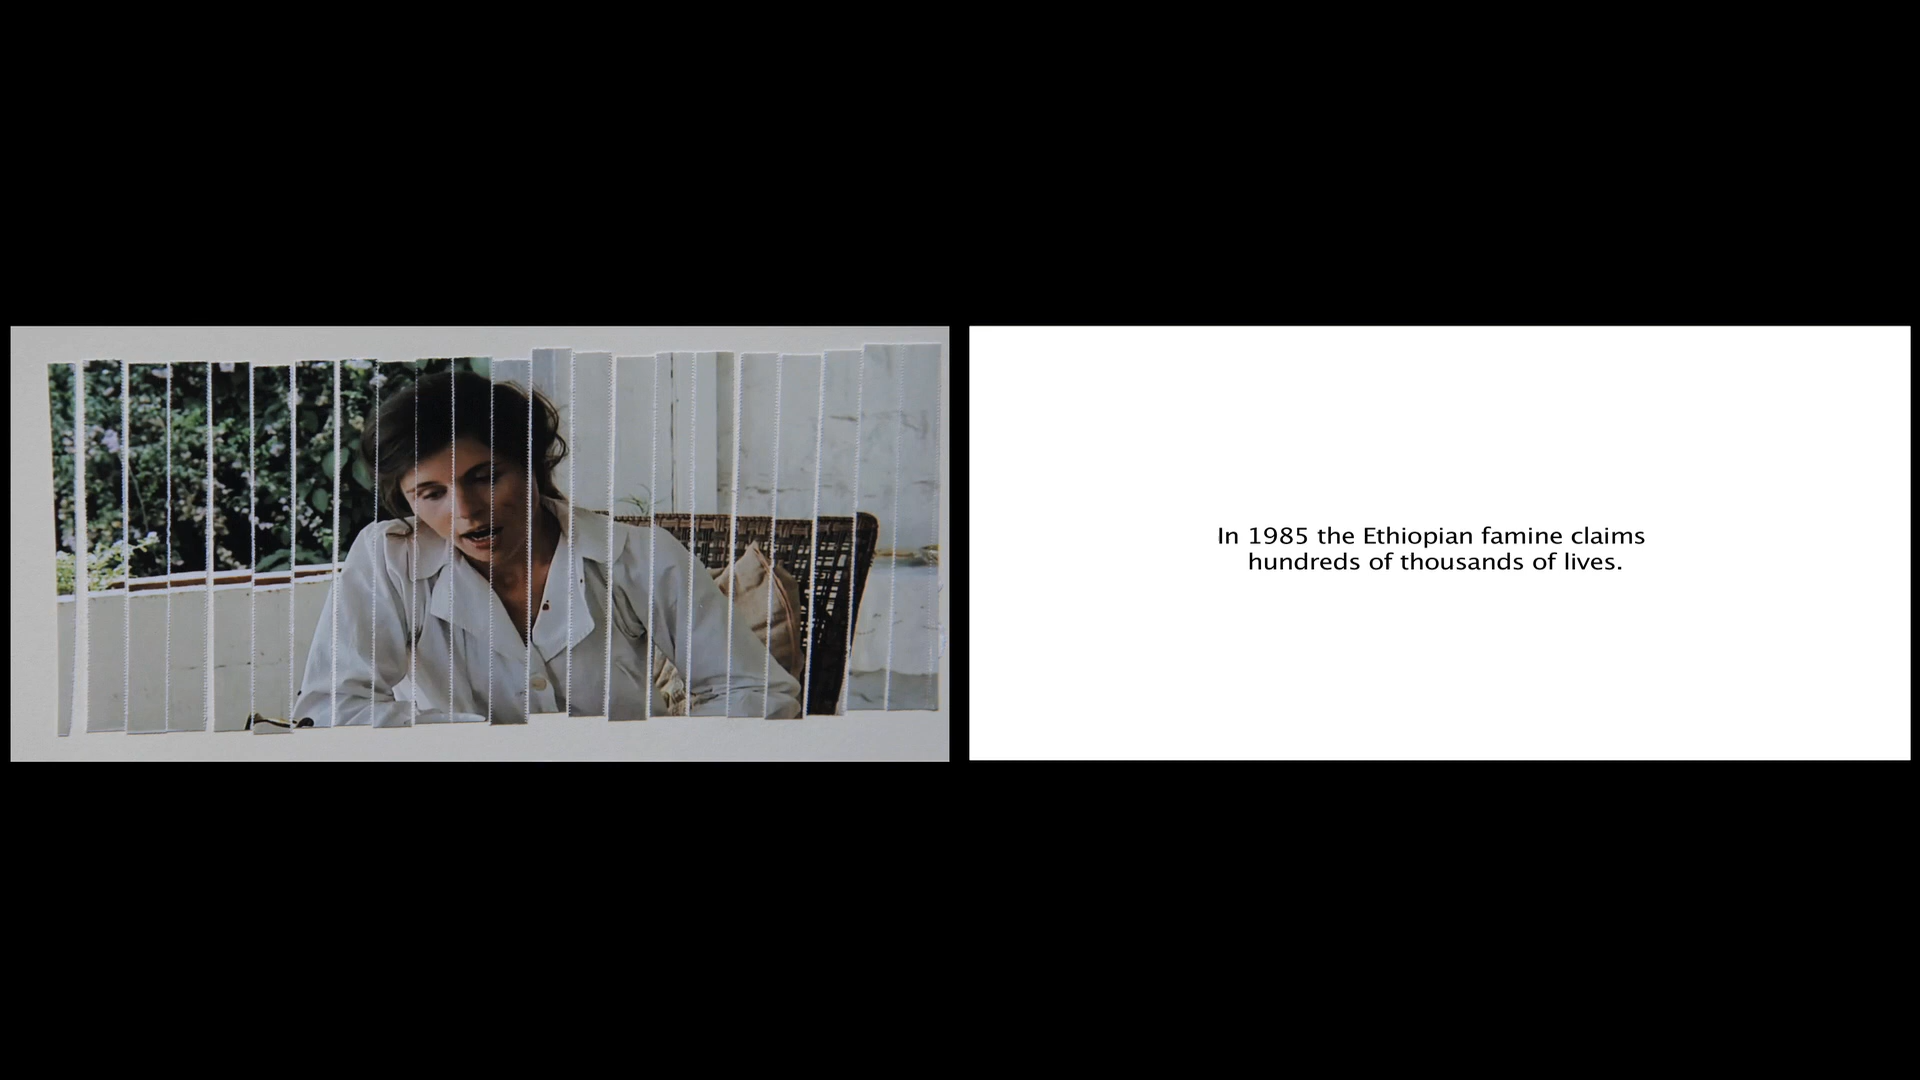 In 1985 the Ethiopian famine claims
hundreds of thousands of lives.